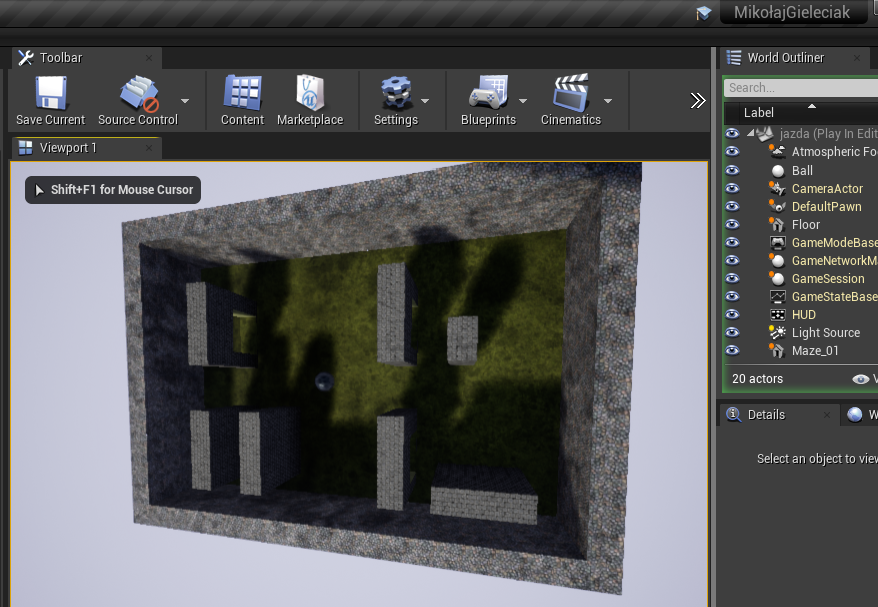 MikołajGieleciak
Toolbar
Save Current
Source Control
Content
Marketplace
Settings
Blueprints
Cinematics
Viewport 1
Shift+F1 for Mouse Cursor
World Outliner
Search...
Label
jazda (Play In Edit
Atmospheric Fo
Ball
CameraActor
DefaultPawn
Floor
GameModeBase
GameNetworkM
GameSession
GameStateBase
HUD
Light Source
Maze_01
20 actors
V
Details
W
Select an object to view